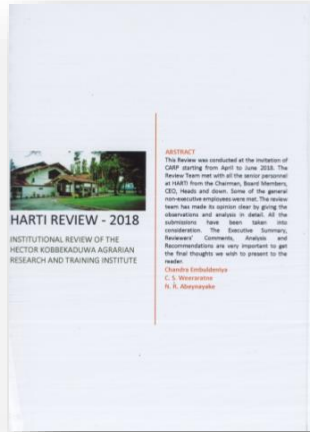 HARTI REVIEW - 2018
INSTITUTIONAL REVIEW OF THE
HECTOR KOBBEKADUWA AGRARIAN
RESEARCH AND TRAINING INSTITUTE
ABSTRACT
This Review was conducted at the invitation of
CARP starting from April to June 2018. The
Review Team met with all the senior personnel
at HARTI from the Chairman, Board Members,
CEO, Heads and down. Some of the general
non-executive employees were met. The review
team has made its opinion clear by giving the
observations and analysis in detail. All the
submissions have been taken into
consideration. The Executive Summary,
Reviewers' Comments, Analysis and
Recommendations are very important to get
the final thoughts we wish to present to the
reader.
Chandra Embuldeniya
C. S. Weeraratna
N. R. Abeynayake